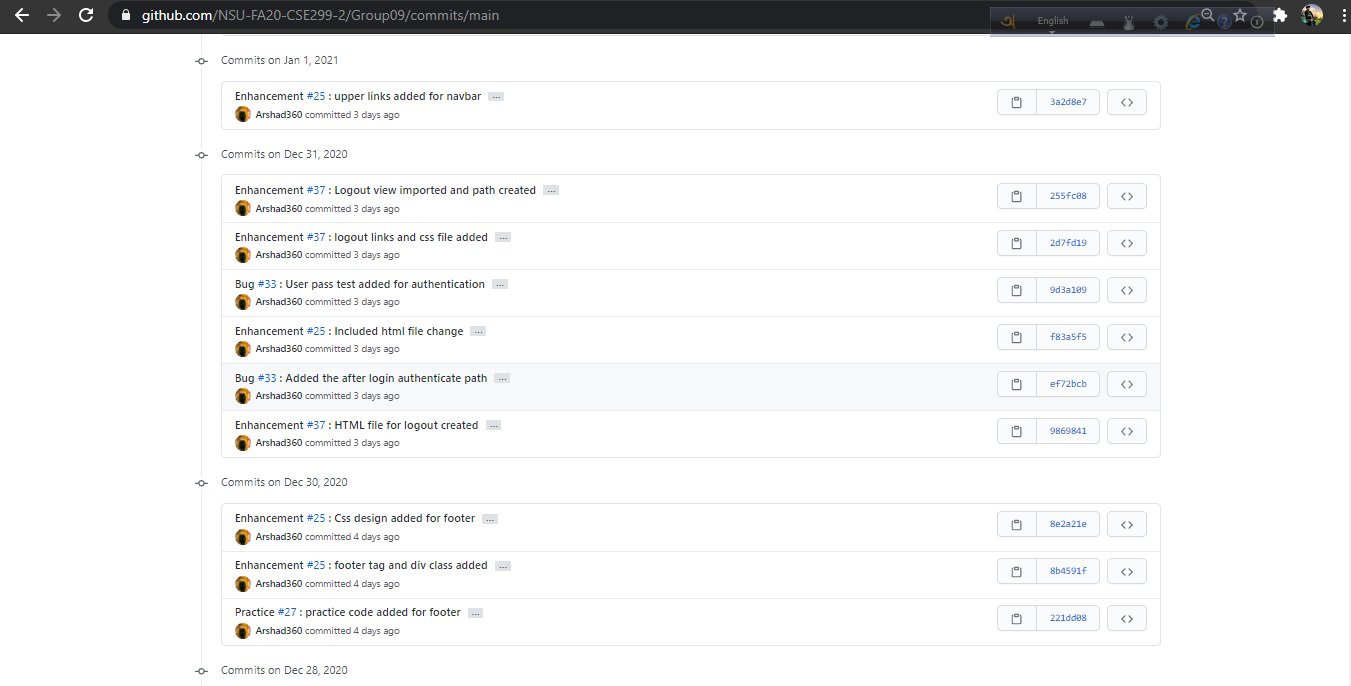 github.com/NSU-FA20-CSE299-2/Group09/commits/main
English
Commits on Jan 1, 2021
Enhancement #25 : upper links added for navbar …
3a2d8e7
Arshad360 committed 3 days ago
Commits on Dec 31, 2020
Enhancement #37 : Logout view imported and path created …
255fc08
Arshad360 committed 3 days ago
Enhancement #37 : logout links and css file added …
2d7fd19
Arshad360 committed 3 days ago
Bug #33 : User pass test added for authentication …
9d3a109
Arshad360 committed 3 days ago
Enhancement #25 : Included html file change …
f83a5f5
Arshad360 committed 3 days ago
Bug #33 : Added the after login authenticate path …
ef72bcb
Arshad360 committed 3 days ago
Enhancement #37 : HTML file for logout created …
9869841
Arshad360 committed 3 days ago
Commits on Dec 30, 2020
Enhancement #25 : Css design added for footer …
8e2a21e
Arshad360 committed 4 days ago
Enhancement #25 : footer tag and div class added …
8b4591f
Arshad360 committed 4 days ago
Practice #27 : practice code added for footer …
221dd08
Arshad360 committed 4 days ago
Commits on Dec 28, 2020